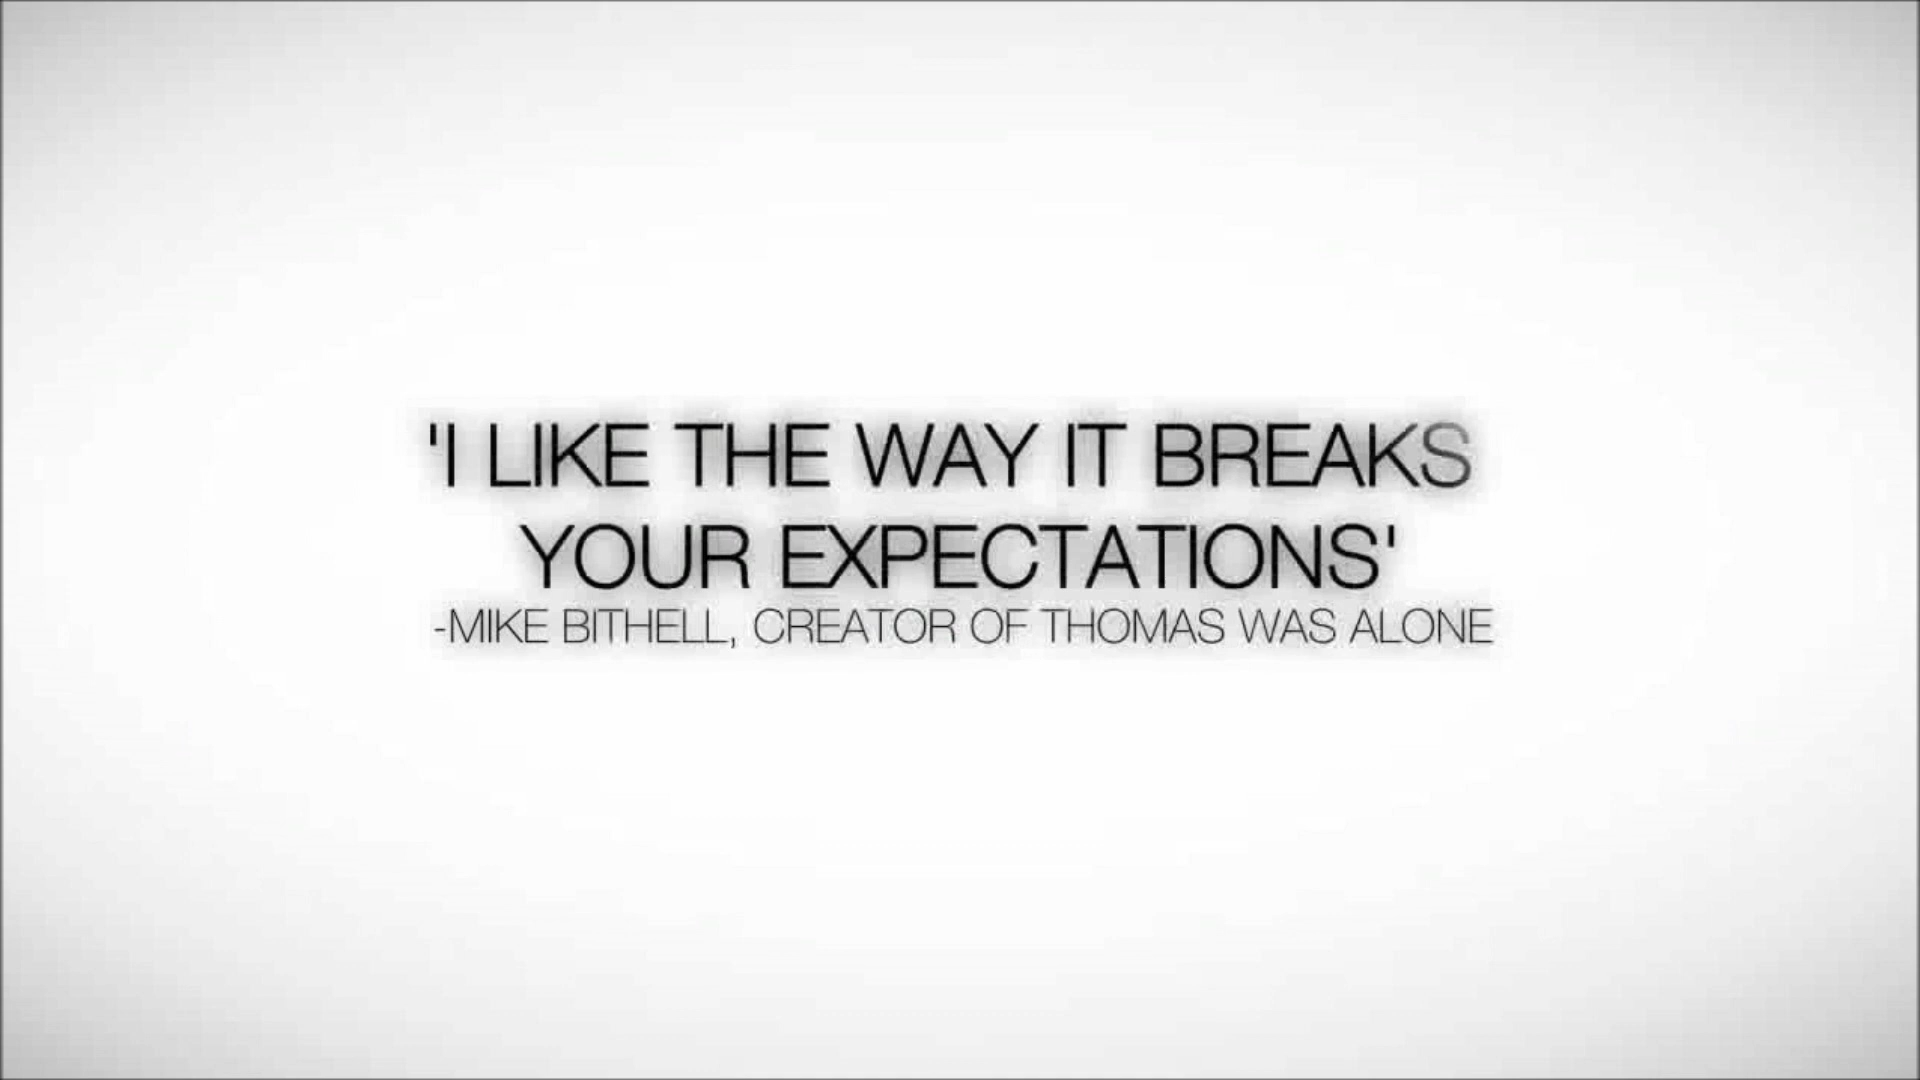 'I LIKE THE WAY IT BREAKS
YOUR EXPECTATIONS'
-MIKE BITHELL, CREATOR OF THOMAS WAS ALONE